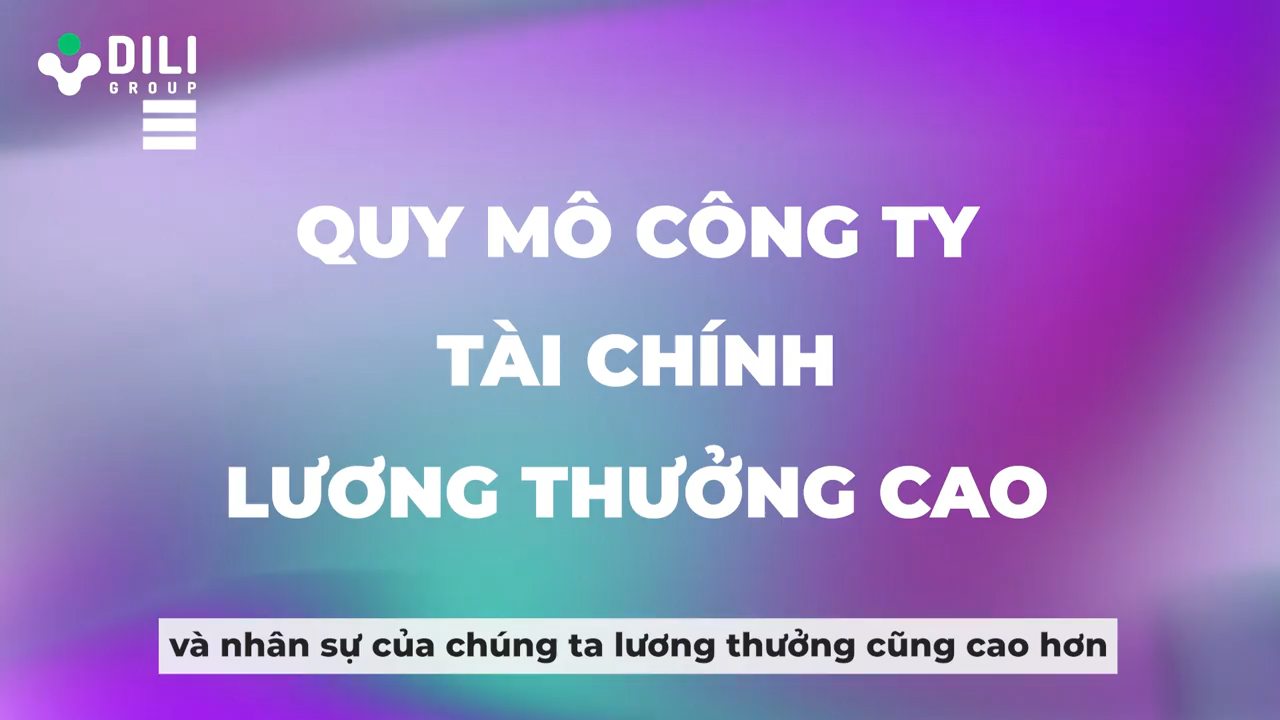 DILI
GROUP
QUY MÔ CÔNG TY
TÀI CHÍNH
LƯƠNG THƯỞNG CAO
và nhân sự của chúng ta lương thưởng cũng cao hơn